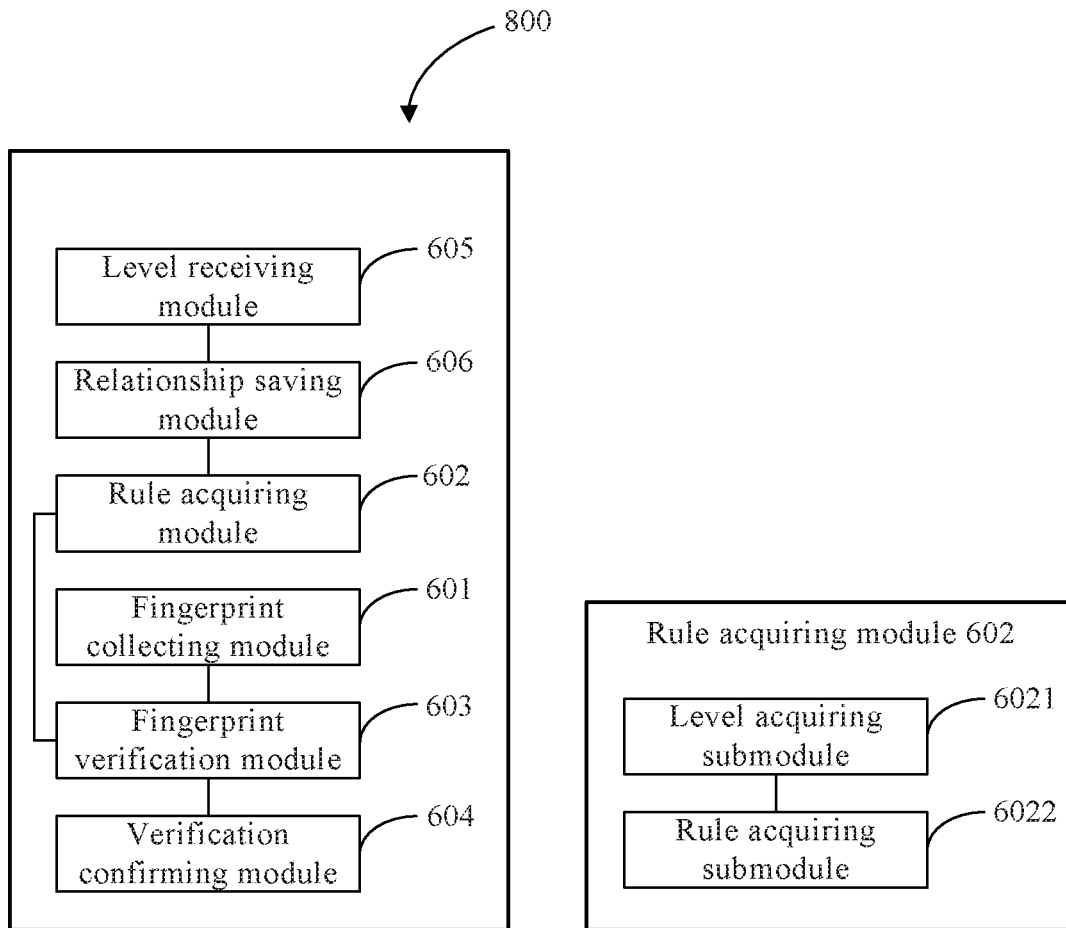 800
Level receiving
module
605
Relationship saving
module
606
Rule acquiring
module
602
Fingerprint
collecting module
601
Fingerprint
verification module
603
Verification
confirming module
604
Rule acquiring module 602
Level acquiring
submodule
6021
Rule acquiring
submodule
6022